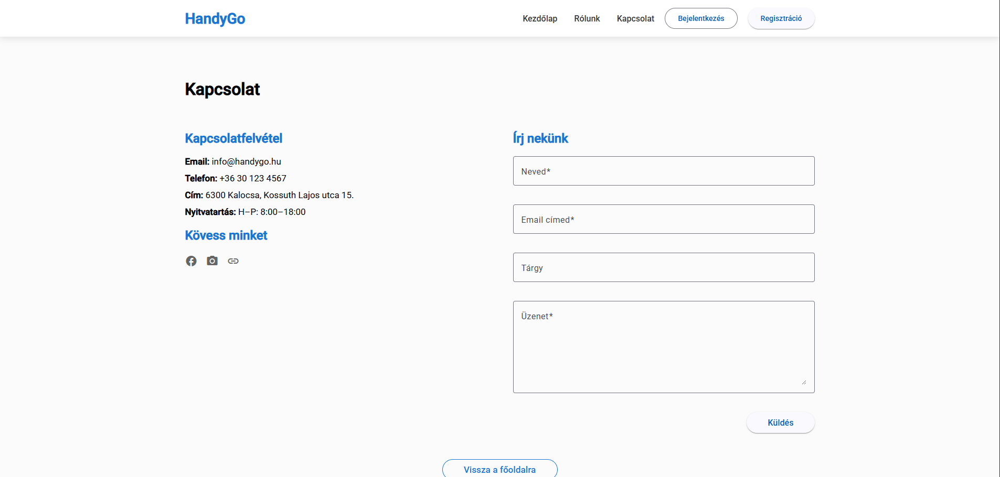 HandyGo
Kezdőlap
Rólunk
Kapcsolat
Bejelentkezés
Regisztráció
Kapcsolat
Kapcsolatfelvétel
Email: info@handygo.hu
Telefon: +36 30 123 4567
Cím: 6300 Kalocsa, Kossuth Lajos utca 15.
Nyitvatartás: H–P: 8:00–18:00
Kövess minket
Írj nekünk
Neved*
Email címed*
Tárgy
Üzenet*
Küldés
Vissza a főoldalra